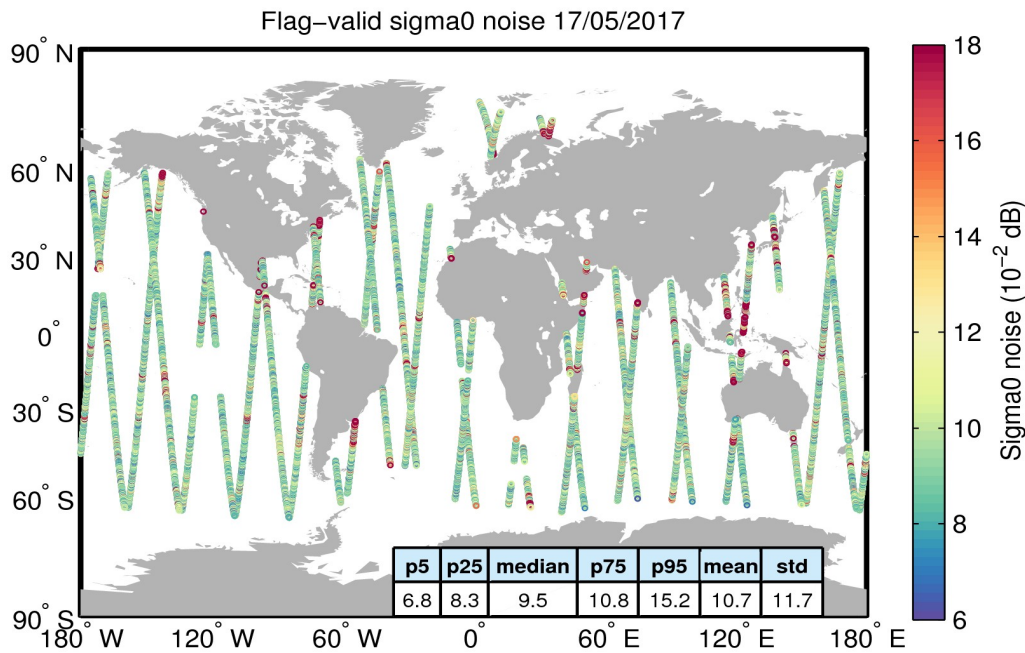 Flag−valid sigma0 noise 17/05/2017
90° N
60° N
30° N
0°
30° S
60° S
90° S
180° W
120° W
60° W
0°
60° E
120° E
180° E
p5 p25 median p75 p95 mean std
6.8 8.3 9.5 10.8 15.2 10.7 11.7
18
16
14
12
10
8
6
Sigma0 noise (10⁻² dB)